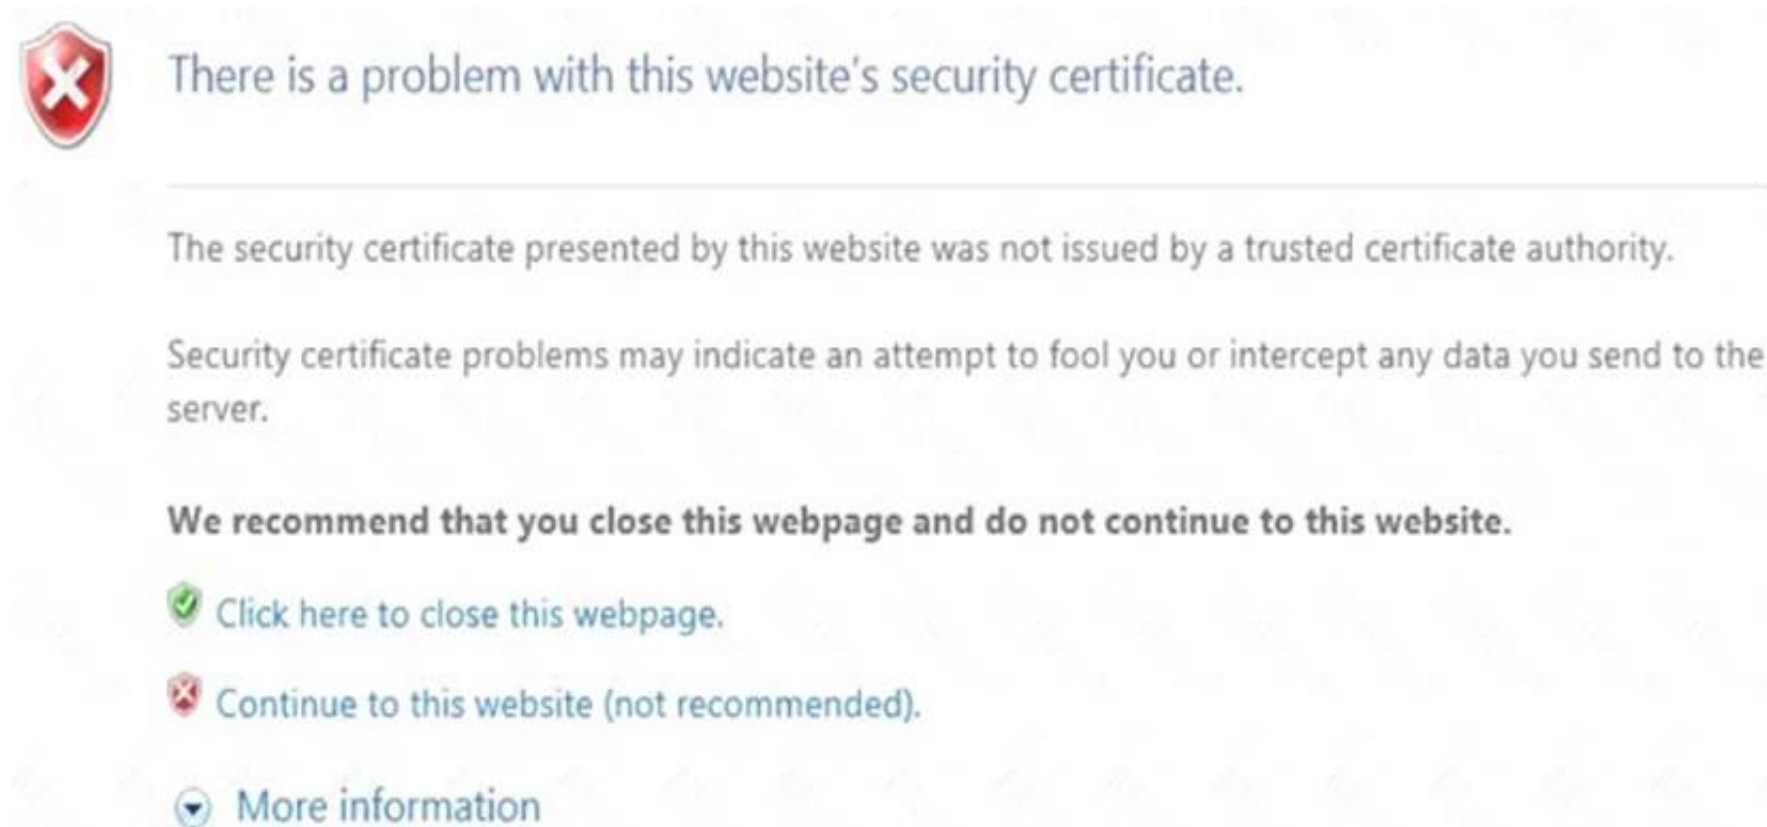 There is a problem with this website's security certificate.
The security certificate presented by this website was not issued by a trusted certificate authority.
Security certificate problems may indicate an attempt to fool you or intercept any data you send to the
server.
We recommend that you close this webpage and do not continue to this website.
Click here to close this webpage.
Continue to this website (not recommended).
More information